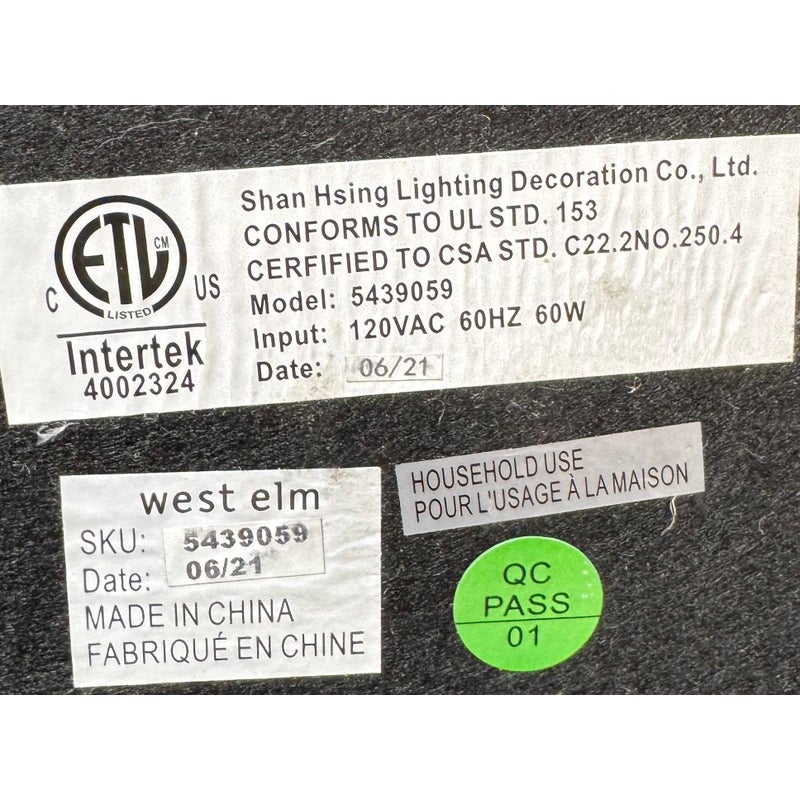 Shan Hsing Lighting Decoration Co., Ltd.
CONFORMS TO UL STD. 153
CERFIFIED TO CSA STD. C22.2NO.250.4
Model: 5439059
Input: 120VAC 60HZ 60W
Date: 06/21
ETL CM
C US
LISTED
Intertek
4002324
HOUSEHOLD USE
POUR L'USAGE À LA MAISON
west elm
SKU: 5439059
Date: 06/21
MADE IN CHINA
FABRIQUÉ EN CHINE
QC
PASS
01